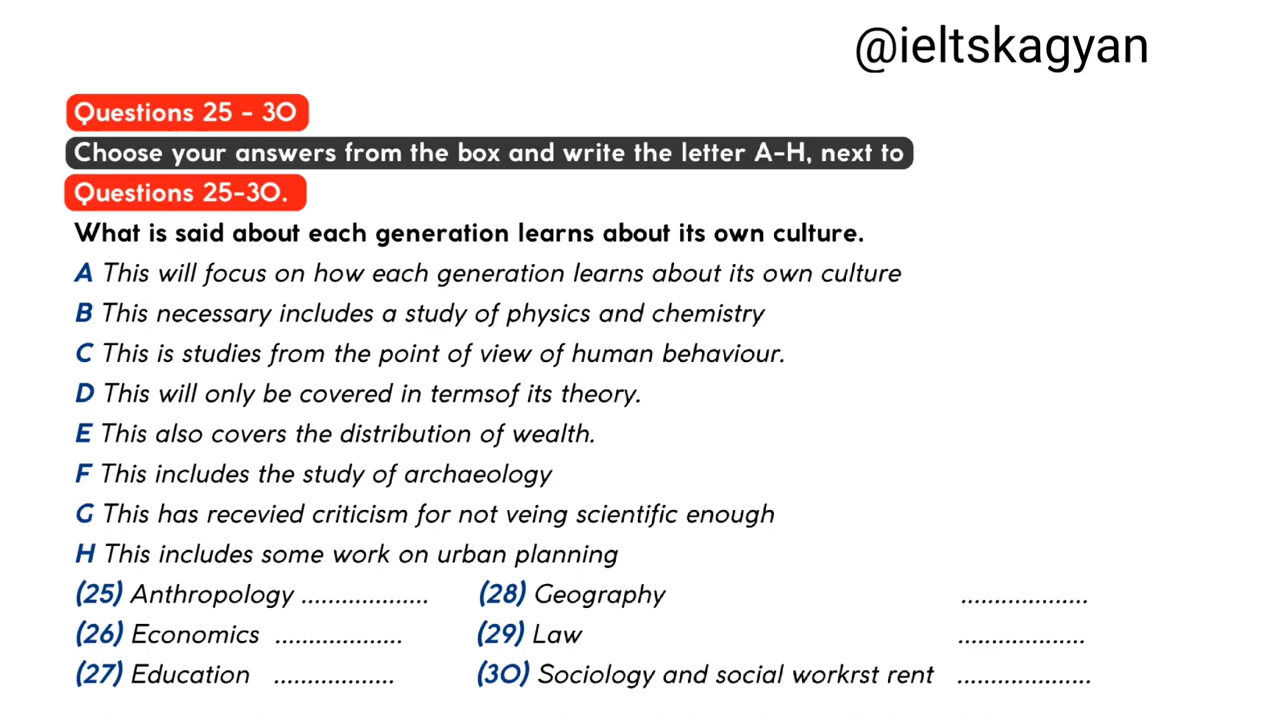 @ieltskagyan
Questions 25 - 30
Choose your answers from the box and write the letter A-H, next to
Questions 25-30.
What is said about each generation learns about its own culture.
A This will focus on how each generation learns about its own culture
B This necessary includes a study of physics and chemistry
C This is studies from the point of view of human behaviour.
D This will only be covered in termsof its theory.
E This also covers the distribution of wealth.
F This includes the study of archaeology
G This has recevied criticism for not veing scientific enough
H This includes some work on urban planning
(25) Anthropology ................... (28) Geography ...................
(26) Economics ................... (29) Law ...................
(27) Education .................. (30) Sociology and social workrst rent ....................